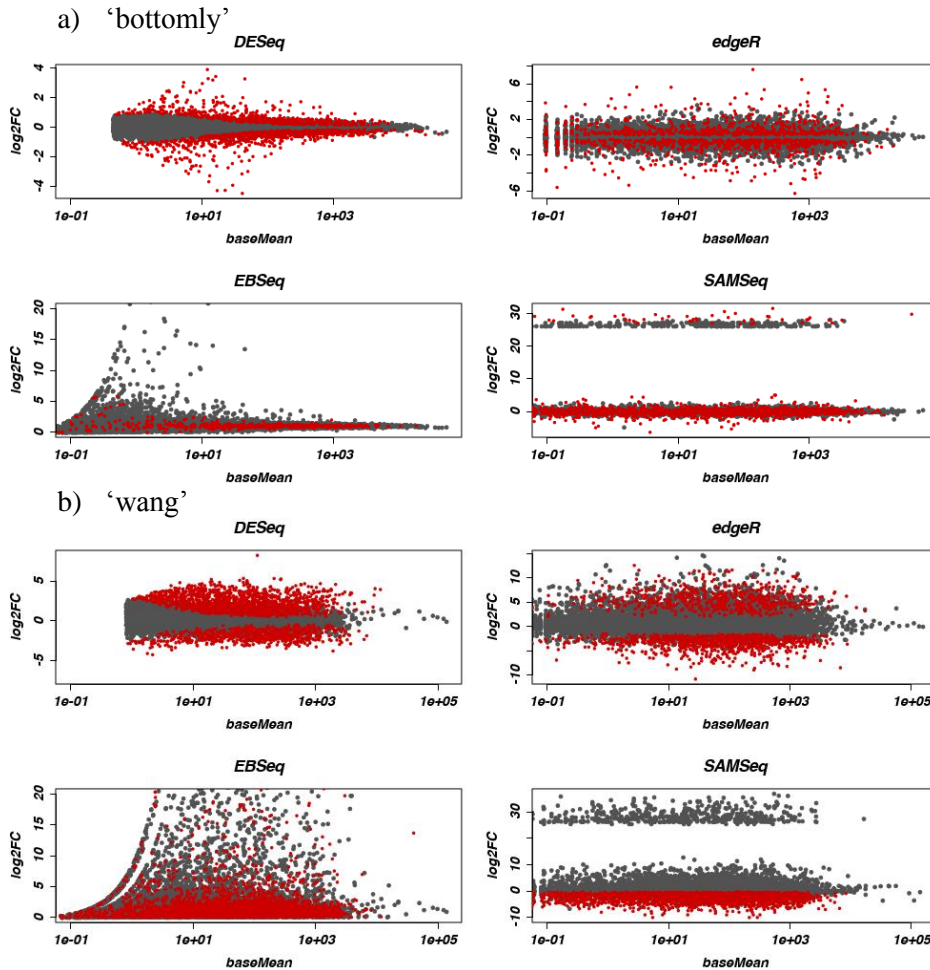 a) ‘bottomly’
DESeq
edgeR
log2FC
4
2
0
-2
-4
1e-01
1e+01
1e+03
baseMean
log2FC
6
2
-2
-6
1e-01
1e+01
1e+03
baseMean
EBSeq
SAMSeq
log2FC
20
15
10
5
0
1e-01
1e+01
1e+03
baseMean
log2FC
30
20
10
0
1e-01
1e+01
1e+03
baseMean
b) ‘wang’
DESeq
edgeR
log2FC
5
0
-5
1e-01
1e+01
1e+03
1e+05
baseMean
log2FC
10
5
0
-10
1e-01
1e+01
1e+03
1e+05
baseMean
EBSeq
SAMSeq
log2FC
20
15
10
5
0
1e-01
1e+01
1e+03
1e+05
baseMean
log2FC
30
10
0
-10
1e-01
1e+01
1e+03
1e+05
baseMean